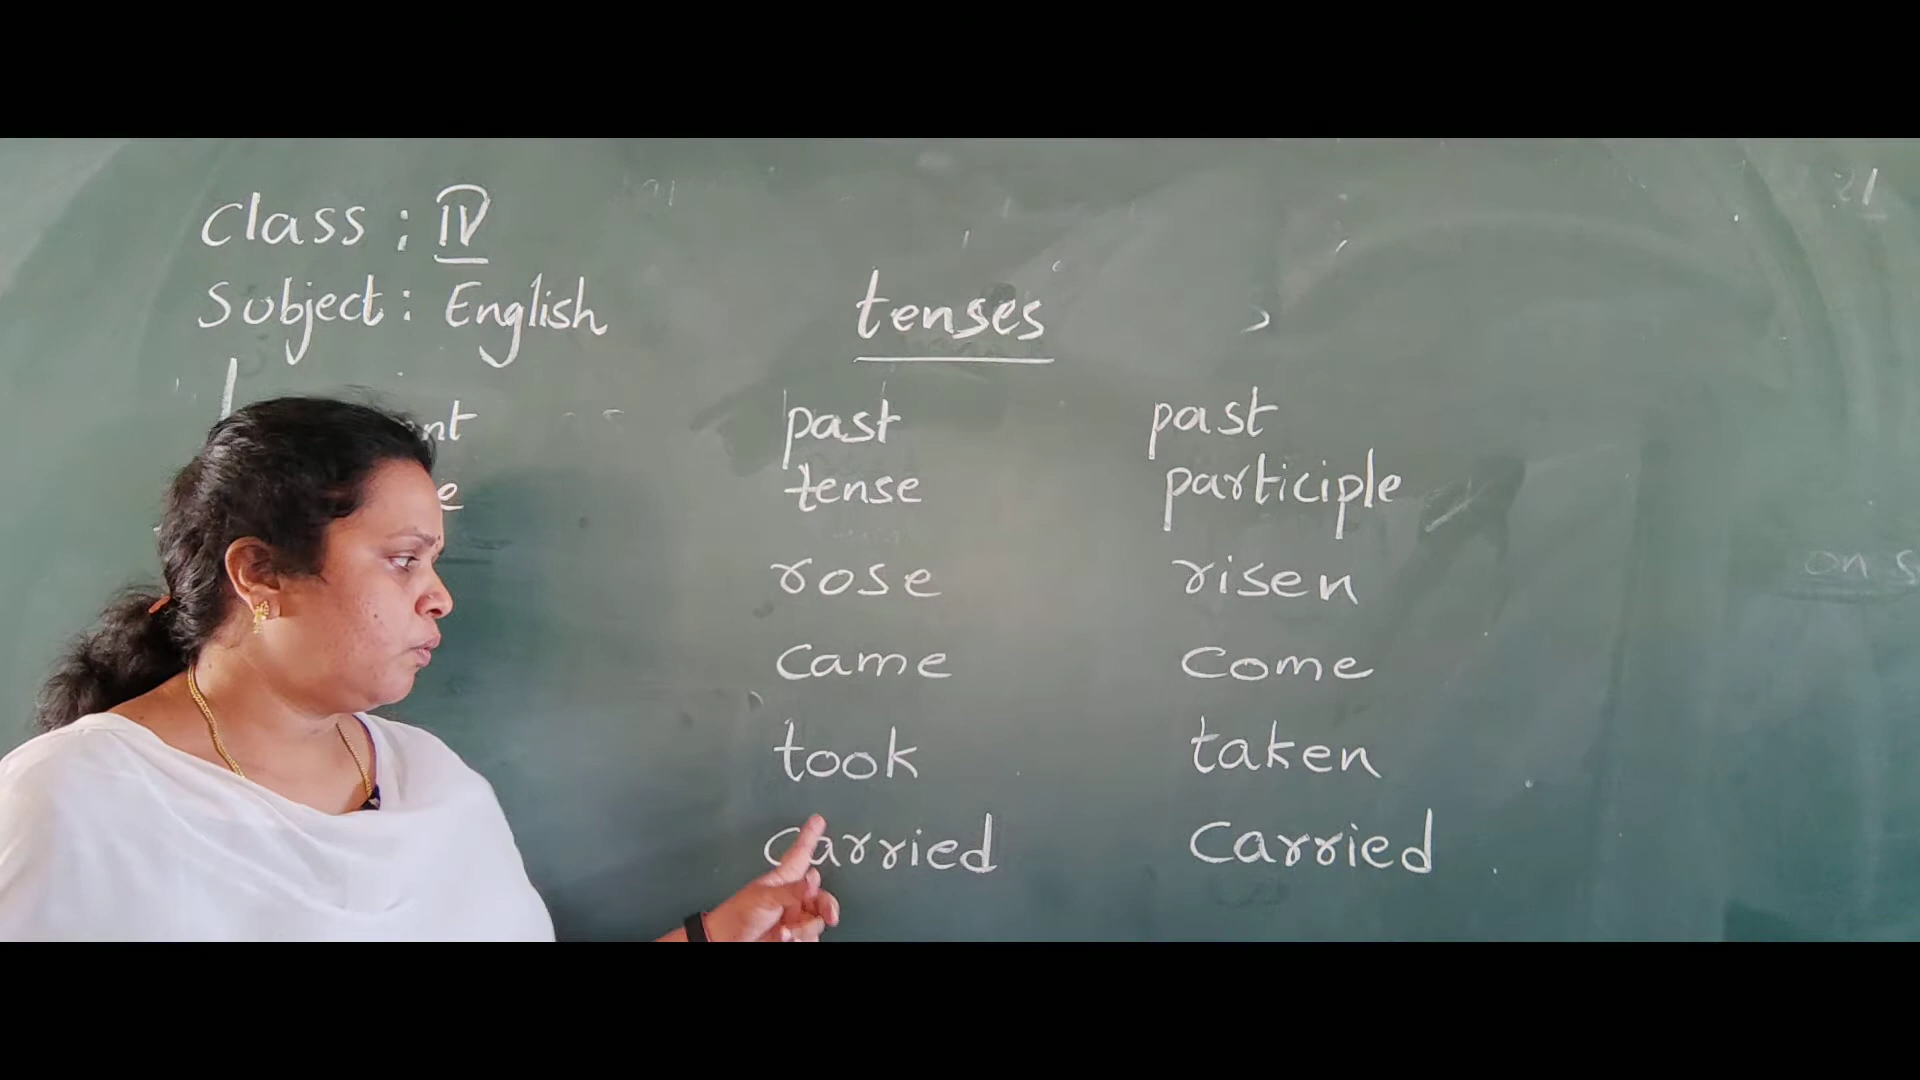 Class : IV
Subject : English
tenses
past past
tense participle
rose risen
came come
took taken
carried carried